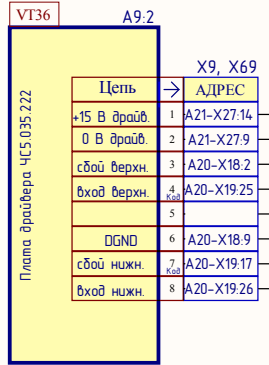 VT36
A9:2
X9, X69
Цепь → АДРЕС
+15 В драйв. 1 A21-X27:14
0 В драйв. 2 A21-X27:9
сбой верхн. 3 A20-X18:2
вход верхн. 4 Код A20-X19:25
5
DGND 6 A20-X18:9
сбой нижн. 7 Код A20-X19:17
вход нижн. 8 A20-X19:26
Плата драйвера ЧЕ5.035.222